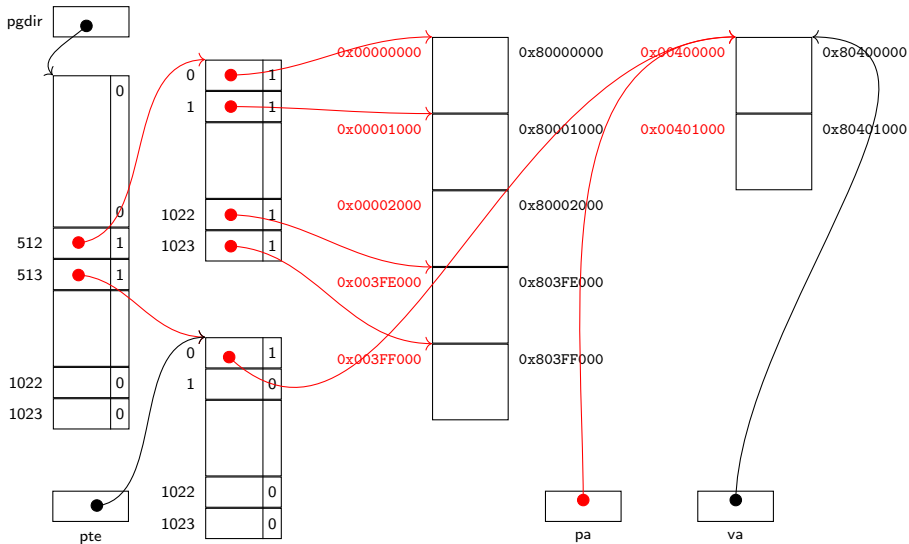 pgdir
0
0
512 1
513 1
1022 0
1023 0
pte
0 1
1 1
1022 1
1023 1
0 1
1 0
1022 0
1023 0
0x00000000 0x80000000
0x00001000 0x80001000
0x00002000 0x80002000
0x003FE000 0x803FE000
0x003FF000 0x803FF000
0x00400000 0x80400000
0x00401000 0x80401000
pa
va